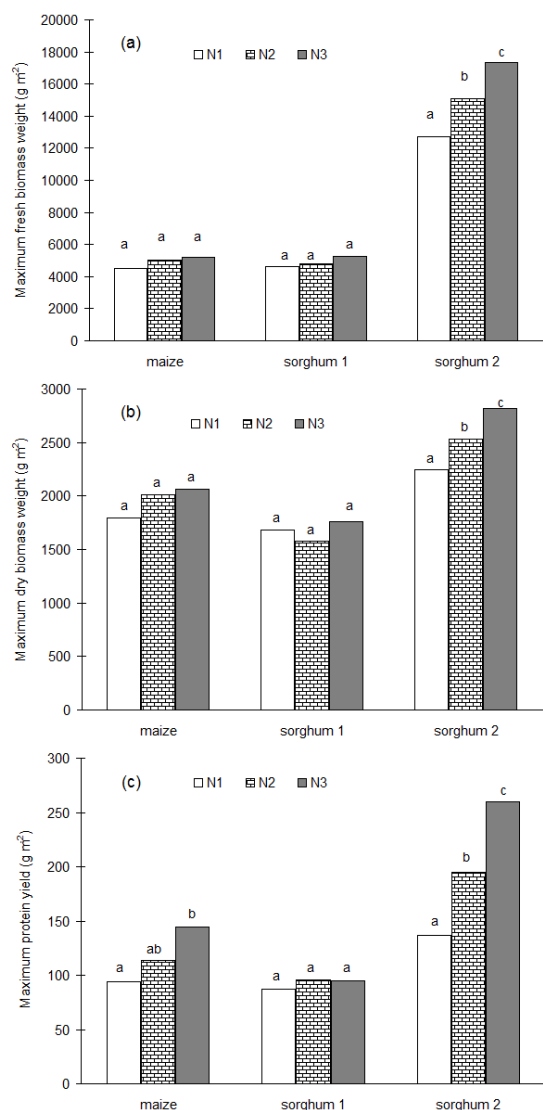 Maximum fresh biomass weight (g m²)
20000
18000
16000
14000
12000
10000
8000
6000
4000
2000
0
(a)
N1 N2 N3
a a a
a a a
a b c
maize sorghum 1 sorghum 2
Maximum dry biomass weight (g m²)
3000
2500
2000
1500
1000
500
0
(b)
N1 N2 N3
a a a
a a a
a b c
maize sorghum 1 sorghum 2
Maximum protein yield (g m²)
300
250
200
150
100
50
0
(c)
N1 N2 N3
a ab b
a a a
a b c
maize sorghum 1 sorghum 2